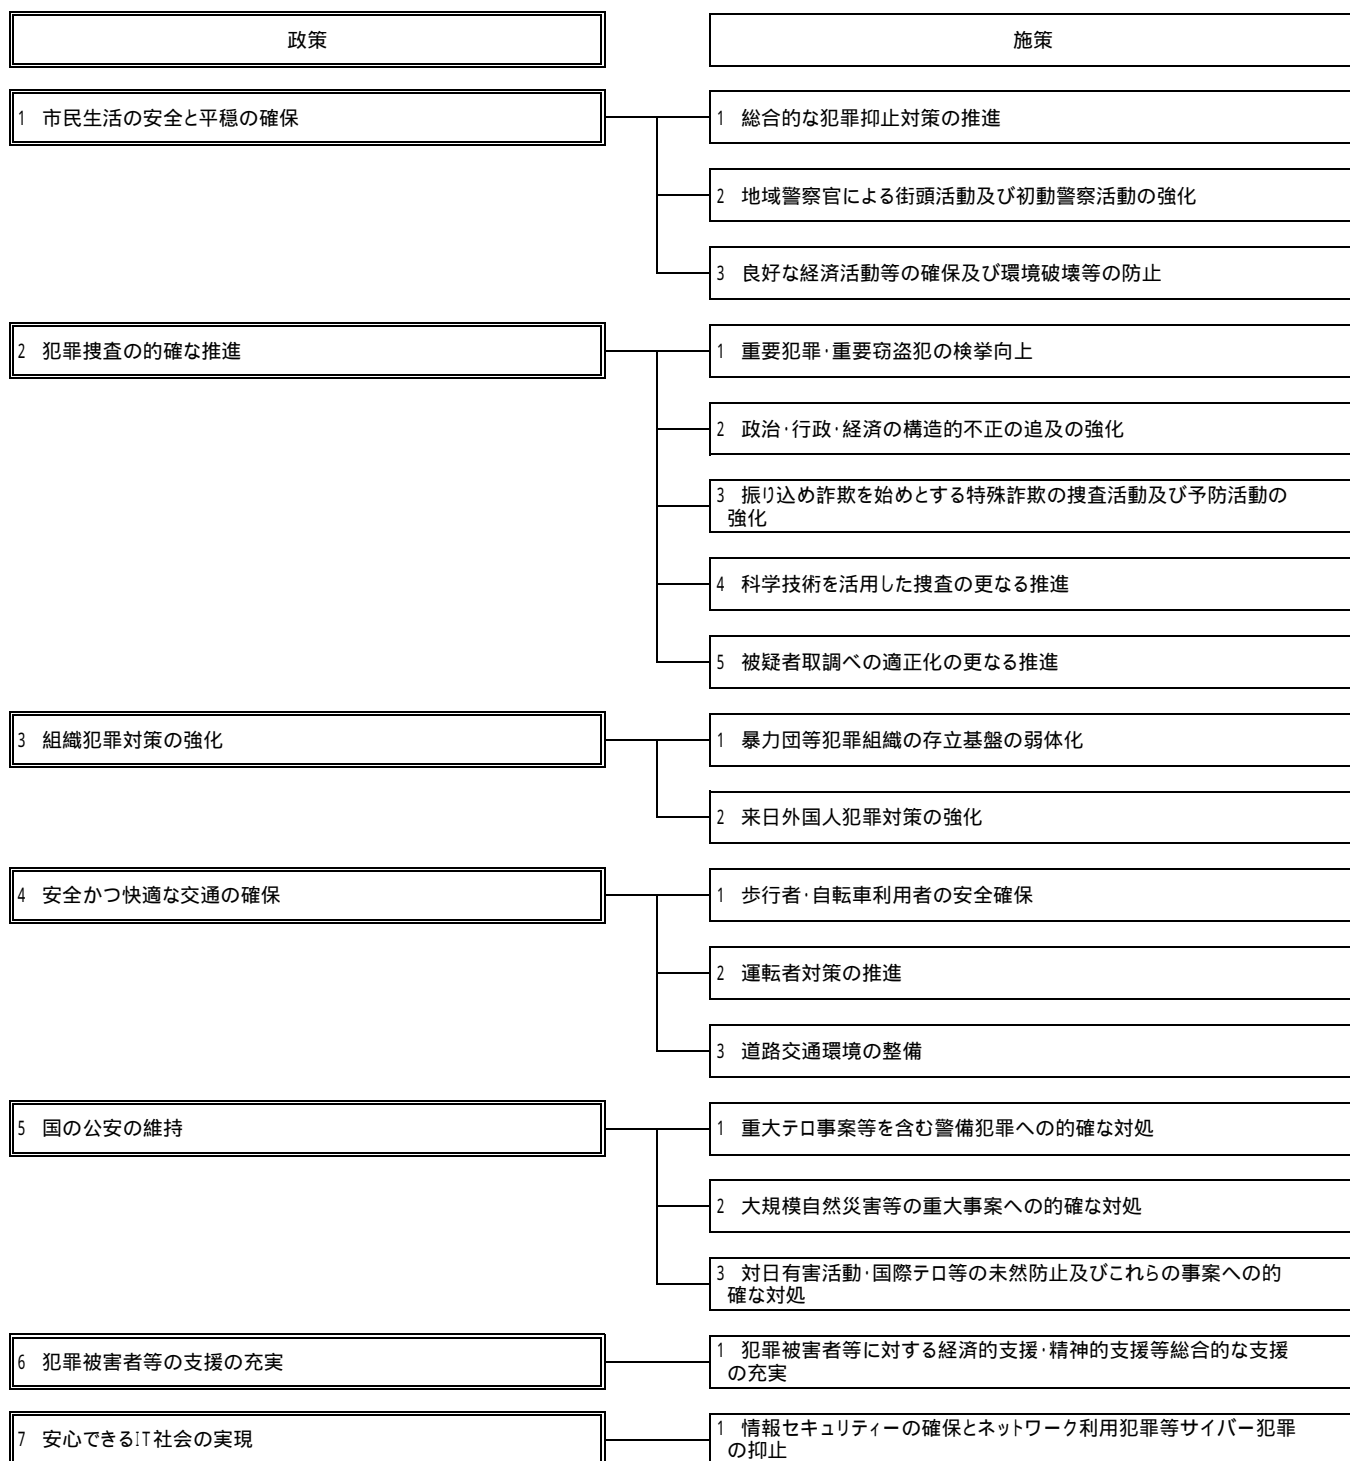 政策
施策
1 市民生活の安全と平穏の確保
1 総合的な犯罪抑止対策の推進
2 地域警察官による街頭活動及び初動警察活動の強化
3 良好な経済活動等の確保及び環境破壊等の防止
2 犯罪捜査の的確な推進
1 重要犯罪・重要窃盗犯の検挙向上
2 政治・行政・経済の構造的不正の追及の強化
3 振り込め詐欺を始めとする特殊詐欺の捜査活動及び予防活動の
強化
4 科学技術を活用した捜査の更なる推進
5 被疑者取調べの適正化の更なる推進
3 組織犯罪対策の強化
1 暴力団等犯罪組織の存立基盤の弱体化
2 来日外国人犯罪対策の強化
4 安全かつ快適な交通の確保
1 歩行者・自転車利用者の安全確保
2 運転者対策の推進
3 道路交通環境の整備
5 国の公安の維持
1 重大テロ事案等を含む警備犯罪への的確な対処
2 大規模自然災害等の重大事案への的確な対処
3 対日有害活動・国際テロ等の未然防止及びこれらの事案への的
確な対処
6 犯罪被害者等の支援の充実
1 犯罪被害者等に対する経済的支援・精神的支援等総合的な支援
の充実
7 安心できるIT社会の実現
1 情報セキュリティーの確保とネットワーク利用犯罪等サイバー犯罪
の抑止